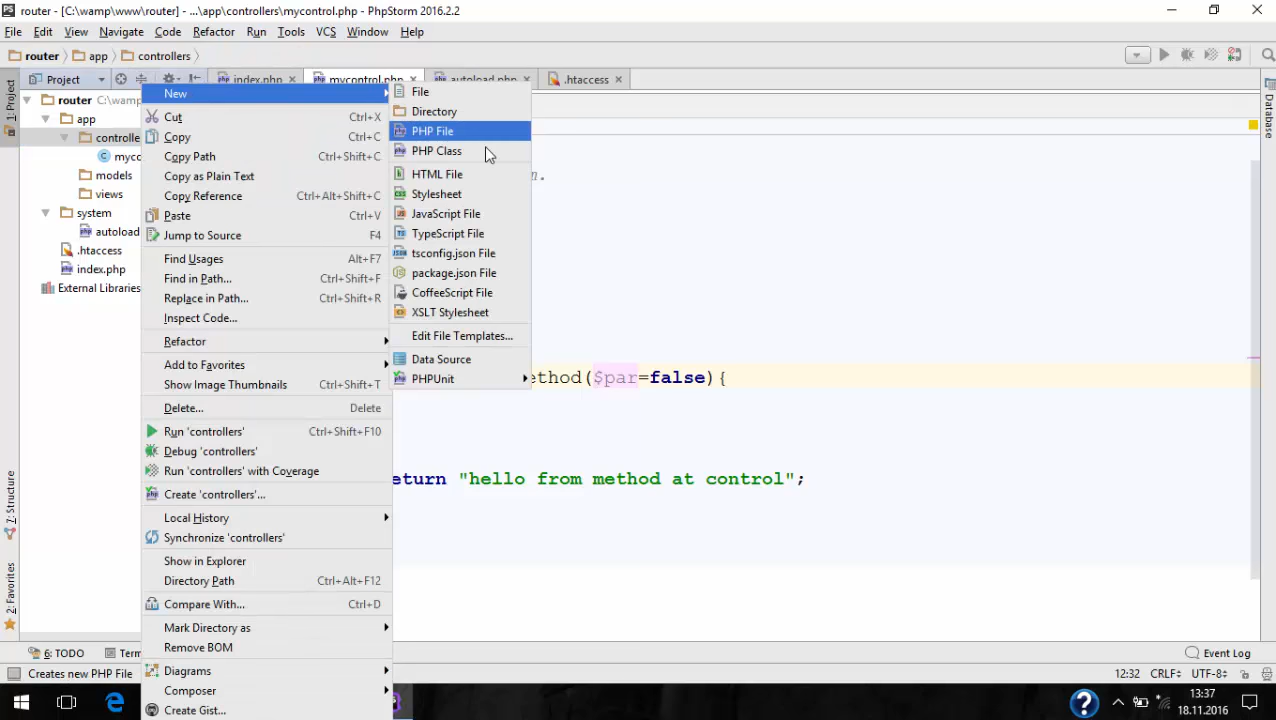 PS router - [C:\wamp\www\router] - ...\app\controllers\mycontrol.php - PhpStorm 2016.2.2
File Edit View Navigate Code Refactor Run Tools VCS Window Help
router app controllers
Project index.php mycontrol.php autoload.php .htaccess
1: Project
7: Structure
2: Favorites
Database
router C:\wamp
app
controlle
myco
models
views
system
autoload
.htaccess
index.php
External Libraries
New
Cut Ctrl+X
Copy Ctrl+C
Copy Path Ctrl+Shift+C
Copy as Plain Text
Copy Reference Ctrl+Alt+Shift+C
Paste Ctrl+V
Jump to Source F4
Find Usages Alt+F7
Find in Path... Ctrl+Shift+F
Replace in Path... Ctrl+Shift+R
Inspect Code...
Refactor
Add to Favorites
Show Image Thumbnails Ctrl+Shift+T
Delete... Delete
Run 'controllers' Ctrl+Shift+F10
Debug 'controllers'
Run 'controllers' with Coverage
Create 'controllers'...
Local History
Synchronize 'controllers'
Show in Explorer
Directory Path Ctrl+Alt+F12
Compare With... Ctrl+D
Mark Directory as
Remove BOM
Diagrams
Composer
Create Gist...
File
Directory
PHP File
PHP Class
HTML File
Stylesheet
JavaScript File
TypeScript File
tsconfig.json File
package.json File
CoffeeScript File
XSLT Stylesheet
Edit File Templates...
Data Source
PHPUnit
n.
ethod($par=false){
eturn "hello from method at control";
6: TODO Term Event Log
Creates new PHP File 12:32 CRLF UTF-8
13:37
18.11.2016